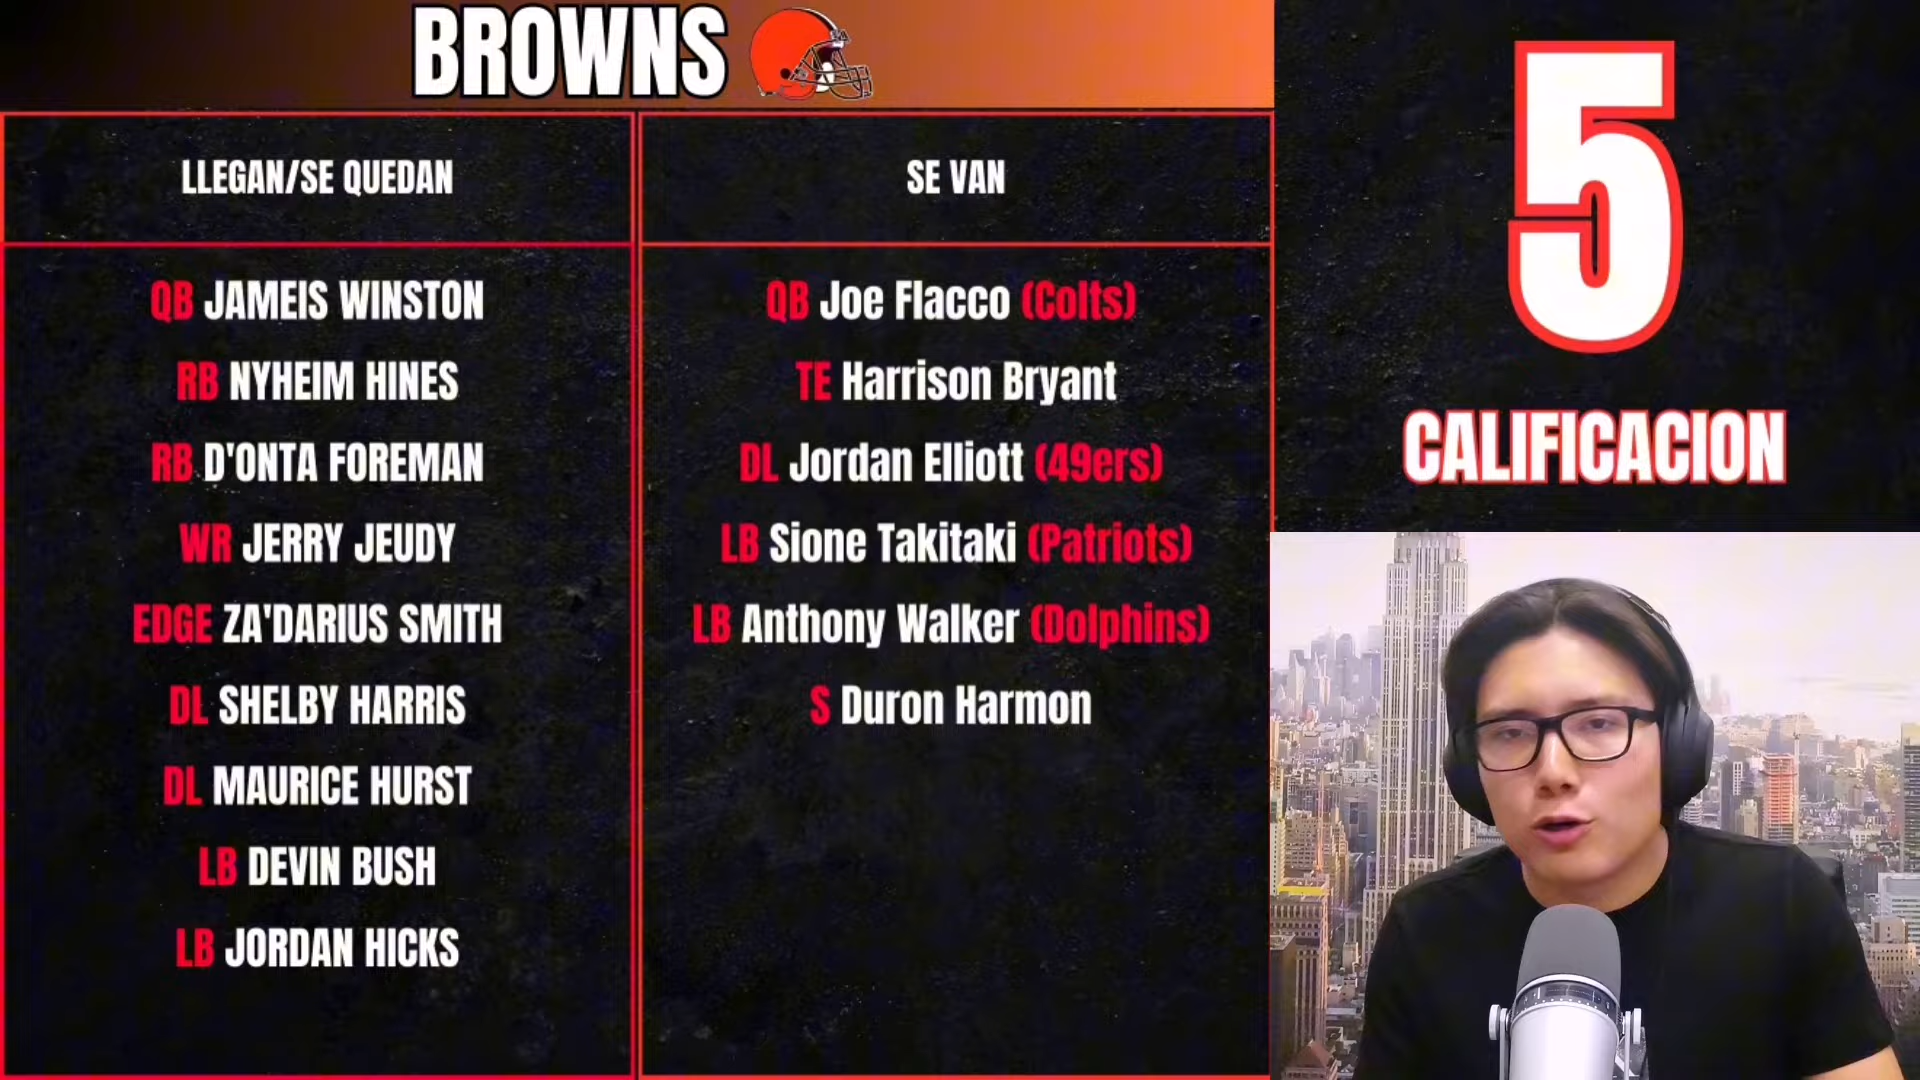 BROWNS
LLEGAN/SE QUEDAN
QB JAMEIS WINSTON
RB NYHEIM HINES
RB D'ONTA FOREMAN
WR JERRY JEUDY
EDGE ZA'DARIUS SMITH
DL SHELBY HARRIS
DL MAURICE HURST
LB DEVIN BUSH
LB JORDAN HICKS
SE VAN
QB Joe Flacco (Colts)
TE Harrison Bryant
DL Jordan Elliott (49ers)
LB Sione Takitaki (Patriots)
LB Anthony Walker (Dolphins)
S Duron Harmon
5
CALIFICACION